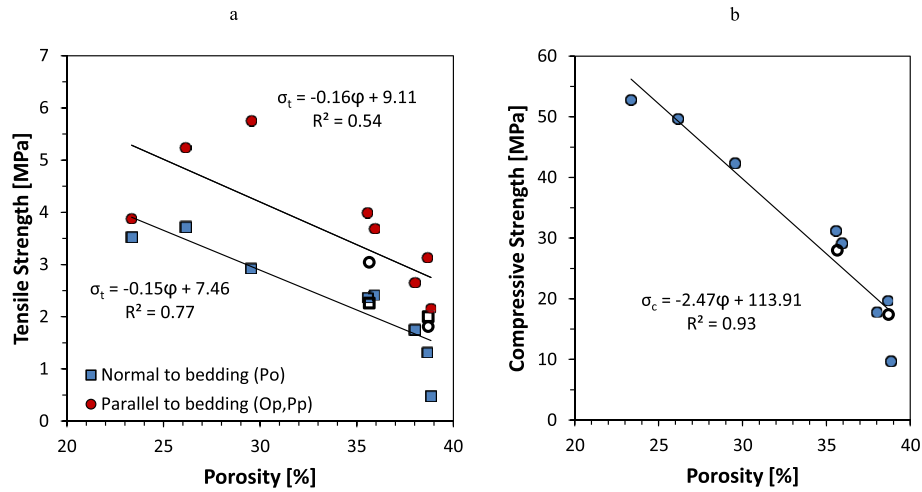 a
b
7
6
5
4
3
2
1
0
Tensile Strength [MPa]
σt = -0.16φ + 9.11
R² = 0.54
σt = -0.15φ + 7.46
R² = 0.77
Normal to bedding (Po)
Parallel to bedding (Op,Pp)
20 25 30 35 40
Porosity [%]
60
50
40
30
20
10
0
Compressive Strength [MPa]
σc = -2.47φ + 113.91
R² = 0.93
20 25 30 35 40
Porosity [%]